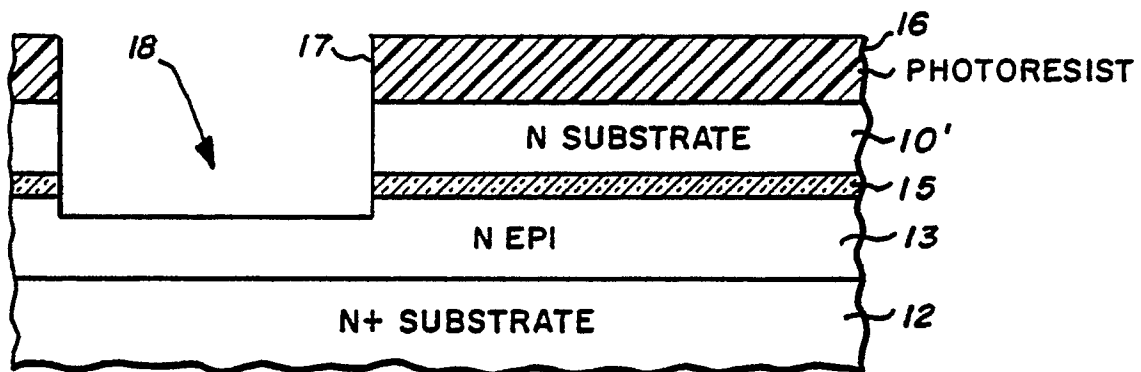 18
17
16
PHOTORESIST
N SUBSTRATE
10'
15
N EPI
13
N+ SUBSTRATE
12